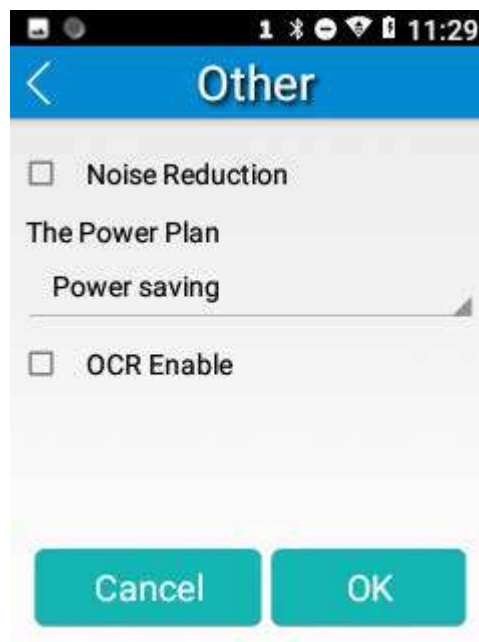 1 11:29
Other
Noise Reduction
The Power Plan
Power saving
OCR Enable
Cancel OK